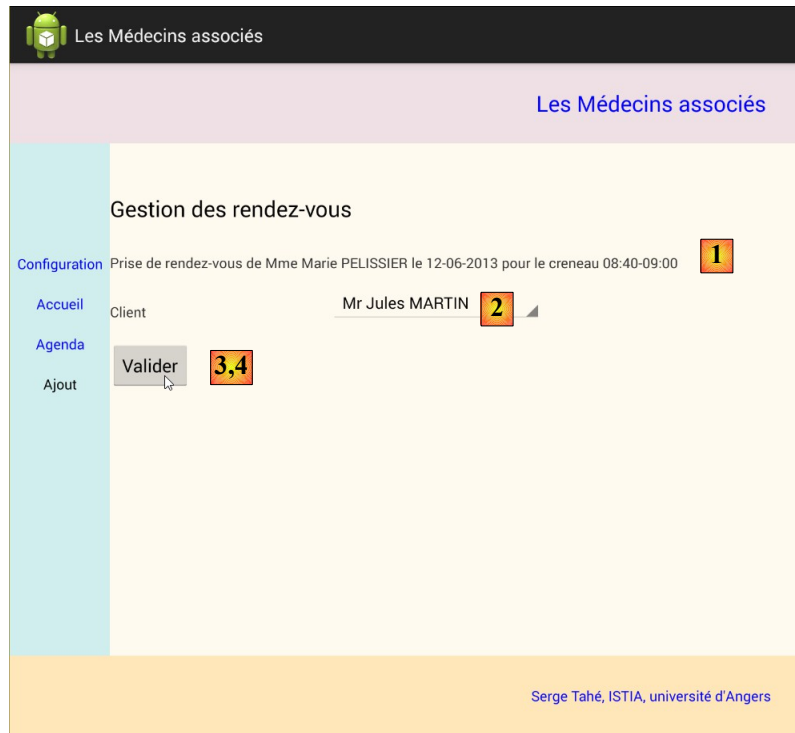 Les Médecins associés
Les Médecins associés
Gestion des rendez-vous
Configuration
Prise de rendez-vous de Mme Marie PELISSIER le 12-06-2013 pour le creneau 08:40-09:00
1
Accueil
Client
Mr Jules MARTIN
2
Agenda
Valider
3,4
Ajout
Serge Tahé, ISTIA, université d'Angers